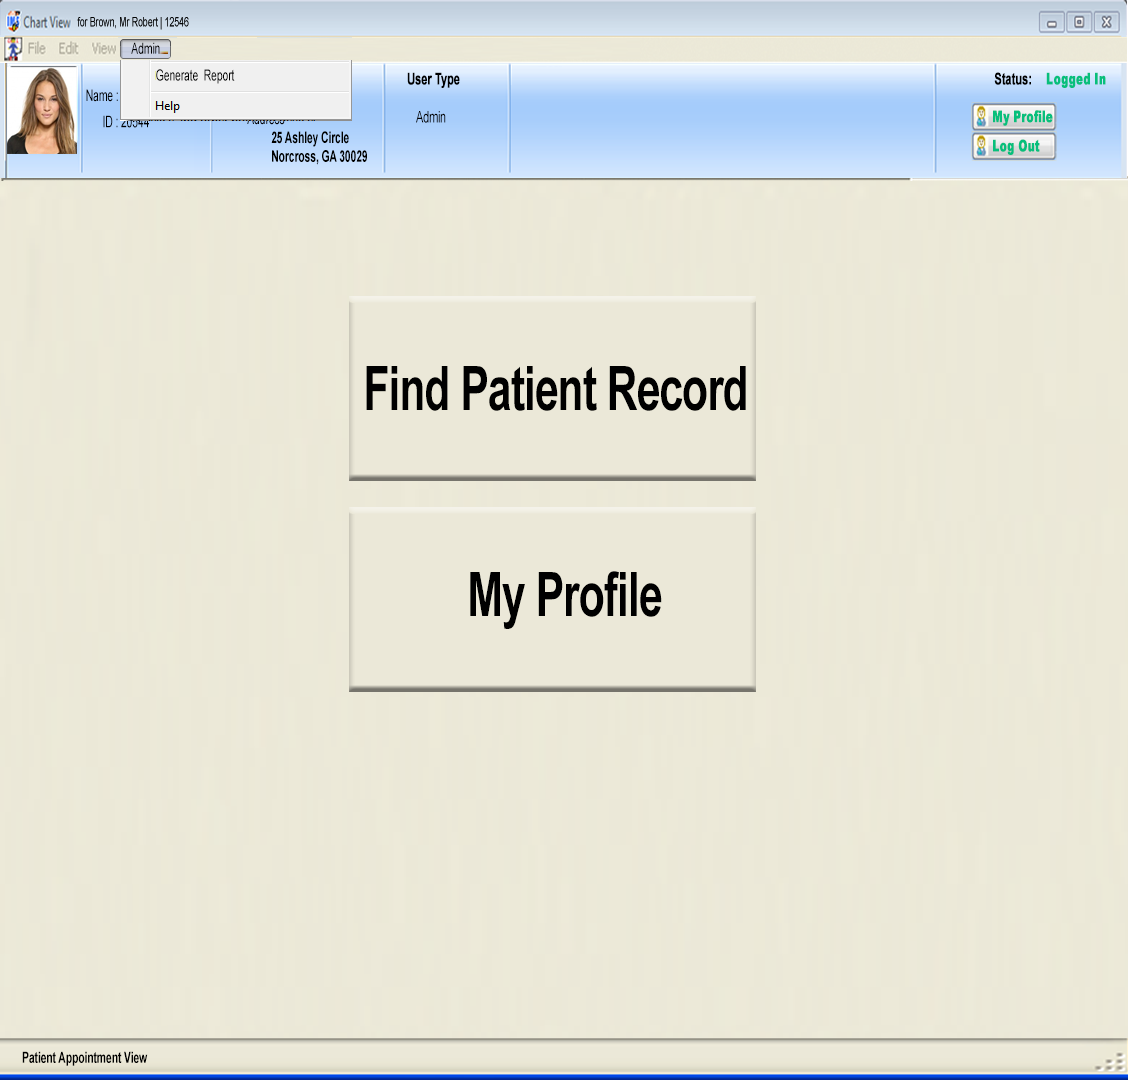 Chart View for Brown, Mr Robert | 12546
File Edit View Admin
Generate Report
Help
Name :
ID : 20544
Address
25 Ashley Circle
Norcross, GA 30029
User Type
Admin
Status: Logged In
My Profile
Log Out
Find Patient Record
My Profile
Patient Appointment View